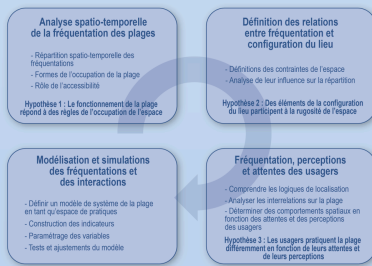 Analyse spatio-temporelle
de la fréquentation des plages
- Répartition spatio-temporelle des
fréquentations
- Formes de l'occupation de la plage
- Rôle de l'accessibilité
Hypothèse 1 : Le fonctionnement de la plage
répond à des règles de l'occupation de l'espace
Définition des relations
entre fréquentation et
configuration du lieu
- Définitions des contraintes de l'espace
- Analyse de leur influence sur la répartition
Hypothèse 2 : Des éléments de la configuration
du lieu participent à la rugosité de l'espace
Modélisation et simulations
des fréquentations et
des interactions
- Définir un modèle de système de la plage
en tant qu'espace de pratiques
- Construction des indicateurs
- Paramétrage des variables
- Tests et ajustements du modèle
Fréquentation, perceptions
et attentes des usagers
- Comprendre les logiques de localisation
- Analyser les interrelations sur la plage
- Déterminer des comportements spatiaux en
fonction des attentes et des perceptions
des usagers
Hypothèse 3 : Les usagers pratiquent la plage
différemment en fonction de leurs attentes et
de leurs perceptions